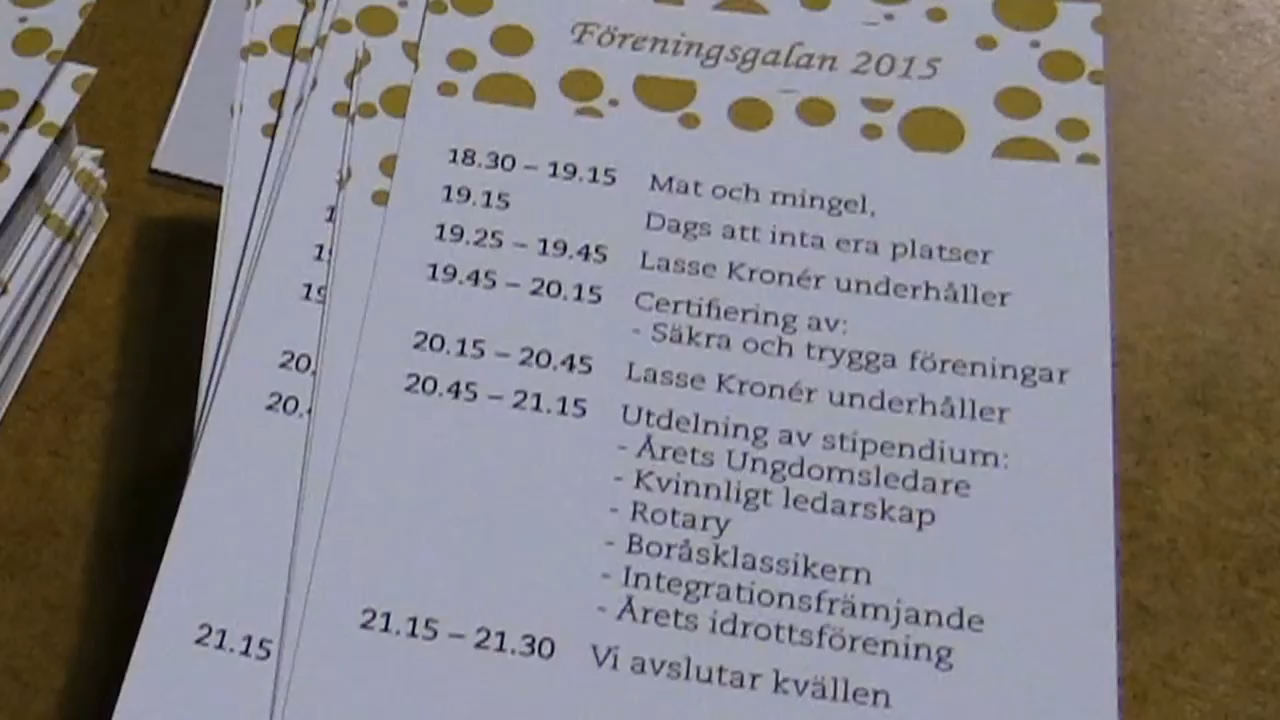 Föreningsgalan 2015
18.30 – 19.15 Mat och mingel,
19.15 Dags att inta era platser
19.25 – 19.45 Lasse Kronér underhåller
19.45 – 20.15 Certifiering av:
- Säkra och trygga föreningar
20.15 – 20.45 Lasse Kronér underhåller
20.45 – 21.15 Utdelning av stipendium:
- Årets Ungdomsledare
- Kvinnligt ledarskap
- Rotary
- Boråsklassikern
- Integrationsfrämjande
- Årets idrottsförening
21.15 – 21.30 Vi avslutar kvällen
20.
20.
21.15